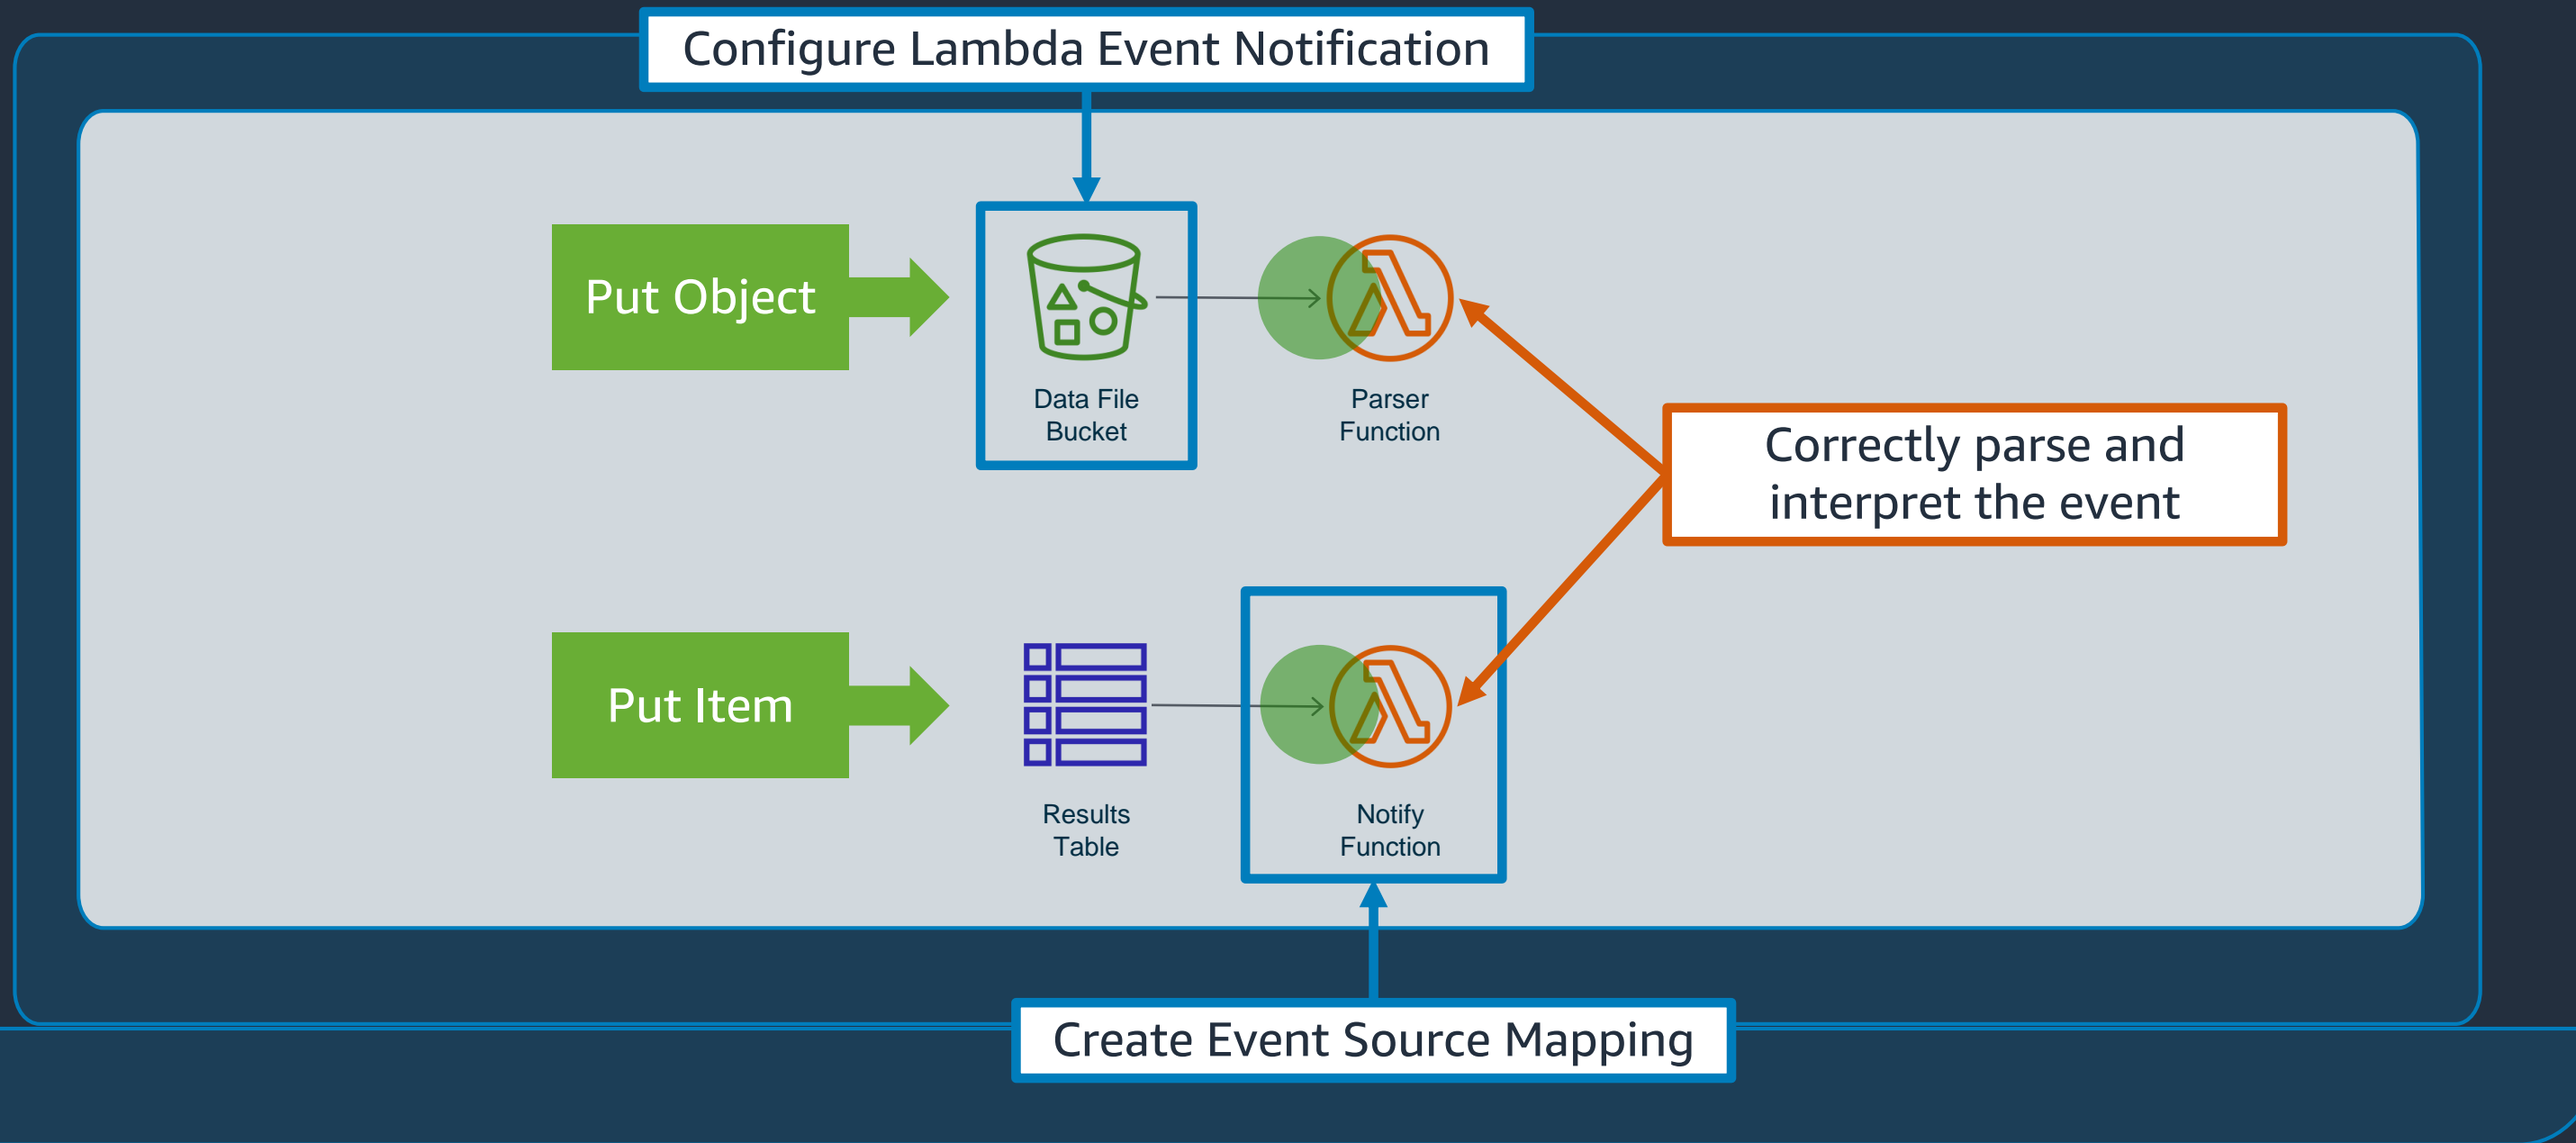 Configure Lambda Event Notification
Put Object
Data File
Bucket
Parser
Function
Correctly parse and
interpret the event
Put Item
Results
Table
Notify
Function
Create Event Source Mapping